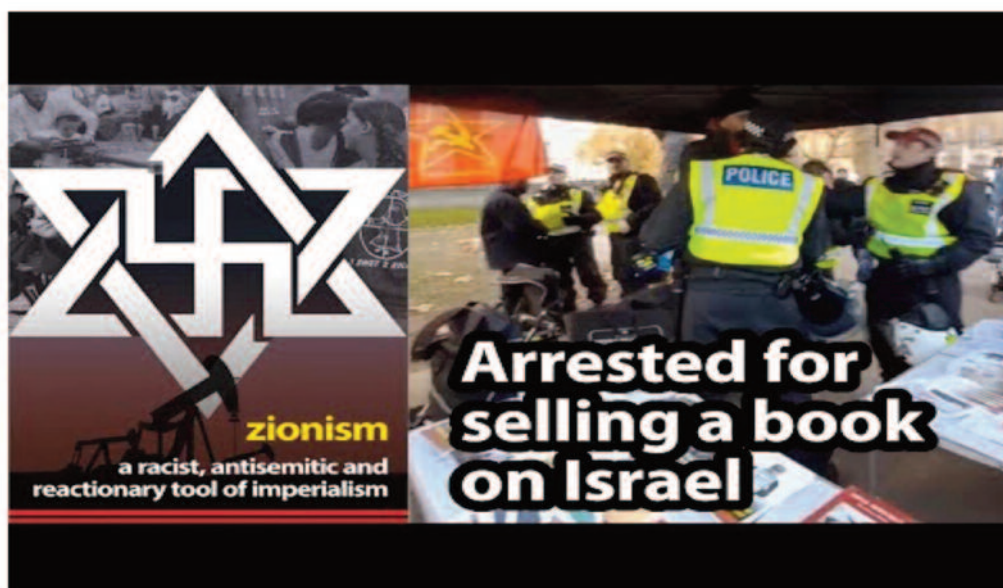 zionism
a racist, antisemitic and
reactionary tool of imperialism
POLICE
Arrested for
selling a book
on Israel